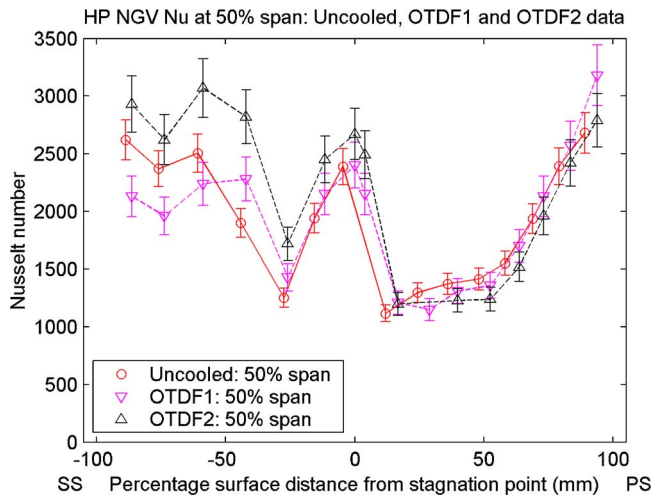 HP NGV Nu at 50% span: Uncooled, OTDF1 and OTDF2 data
3500
3000
2500
2000
1500
1000
500
0
Nusselt number
Uncooled: 50% span
OTDF1: 50% span
OTDF2: 50% span
-100 -50 0 50 100
SS Percentage surface distance from stagnation point (mm) PS